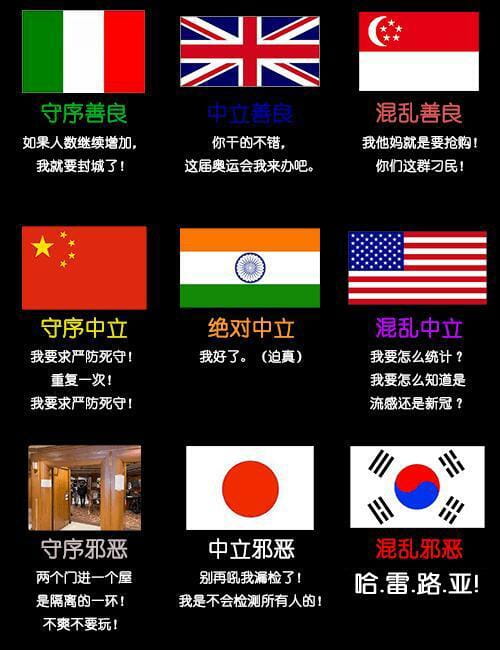 守序善良
中立善良
混乱善良
如果人数继续增加，
我就要封城了！
你干的不错，
这届奥运会我来办吧。
我他妈就是要抢购！
你们这群刁民！
守序中立
绝对中立
混乱中立
我要求严防死守！
重复一次！
我要求严防死守！
我好了。（迫真）
我要怎么统计？
我要怎么知道是
流感还是新冠？
守序邪恶
中立邪恶
混乱邪恶
两个门进一个屋
是隔离的一环！
不爽不要玩！
别再吼我漏检了！
我是不会检测所有人的！
哈.雷.路.亚!